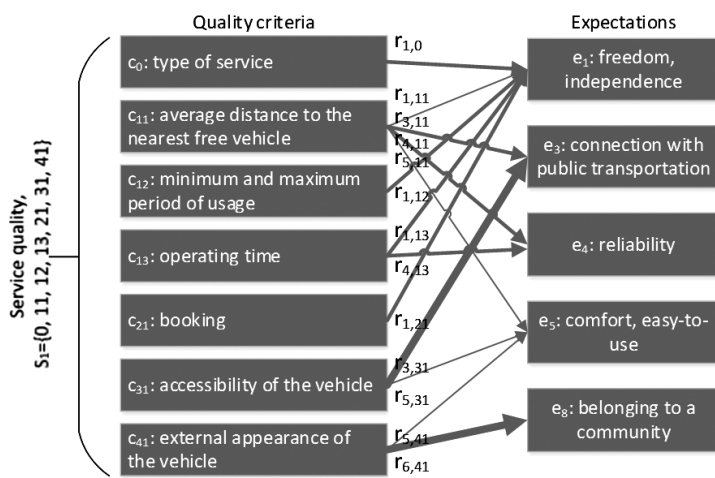 Quality criteria
Expectations
Service quality,
S₁={0, 11, 12, 13, 21, 31, 41}
c₀: type of service
c₁₁: average distance to the
nearest free vehicle
c₁₂: minimum and maximum
period of usage
c₁₃: operating time
c₂₁: booking
c₃₁: accessibility of the vehicle
c₄₁: external appearance of
the vehicle
r₁,₀
r₁,₁₁
r₃,₁₁
r₄,₁₁
r₅,₁₁
r₁,₁₂
r₁,₁₃
r₄,₁₃
r₁,₂₁
r₃,₃₁
r₅,₃₁
r₅,₄₁
r₆,₄₁
e₁: freedom,
independence
e₃: connection with
public transportation
e₄: reliability
e₅: comfort, easy-to-
use
e₈: belonging to a
community